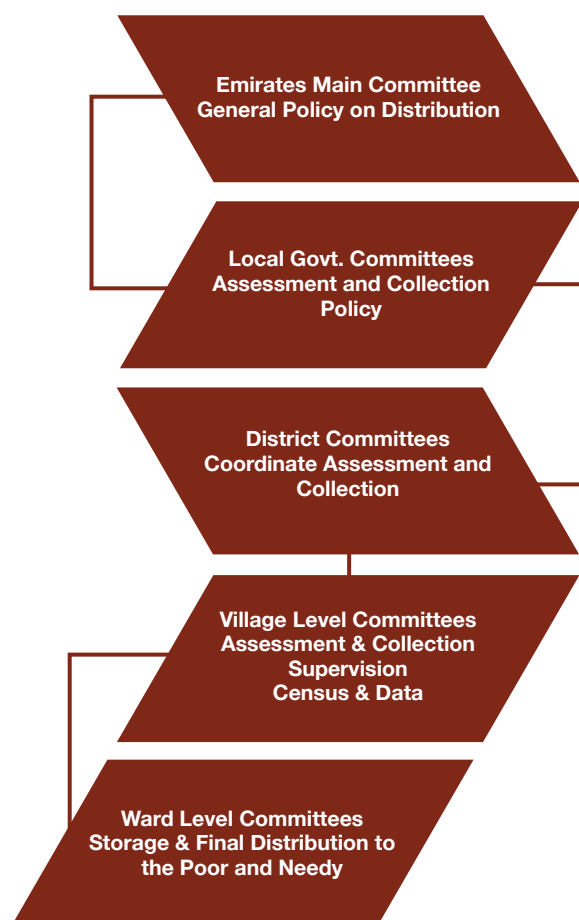 Emirates Main Committee
General Policy on Distribution
Local Govt. Committees
Assessment and Collection
Policy
District Committees
Coordinate Assessment and
Collection
Village Level Committees
Assessment & Collection
Supervision
Census & Data
Ward Level Committees
Storage & Final Distribution to
the Poor and Needy